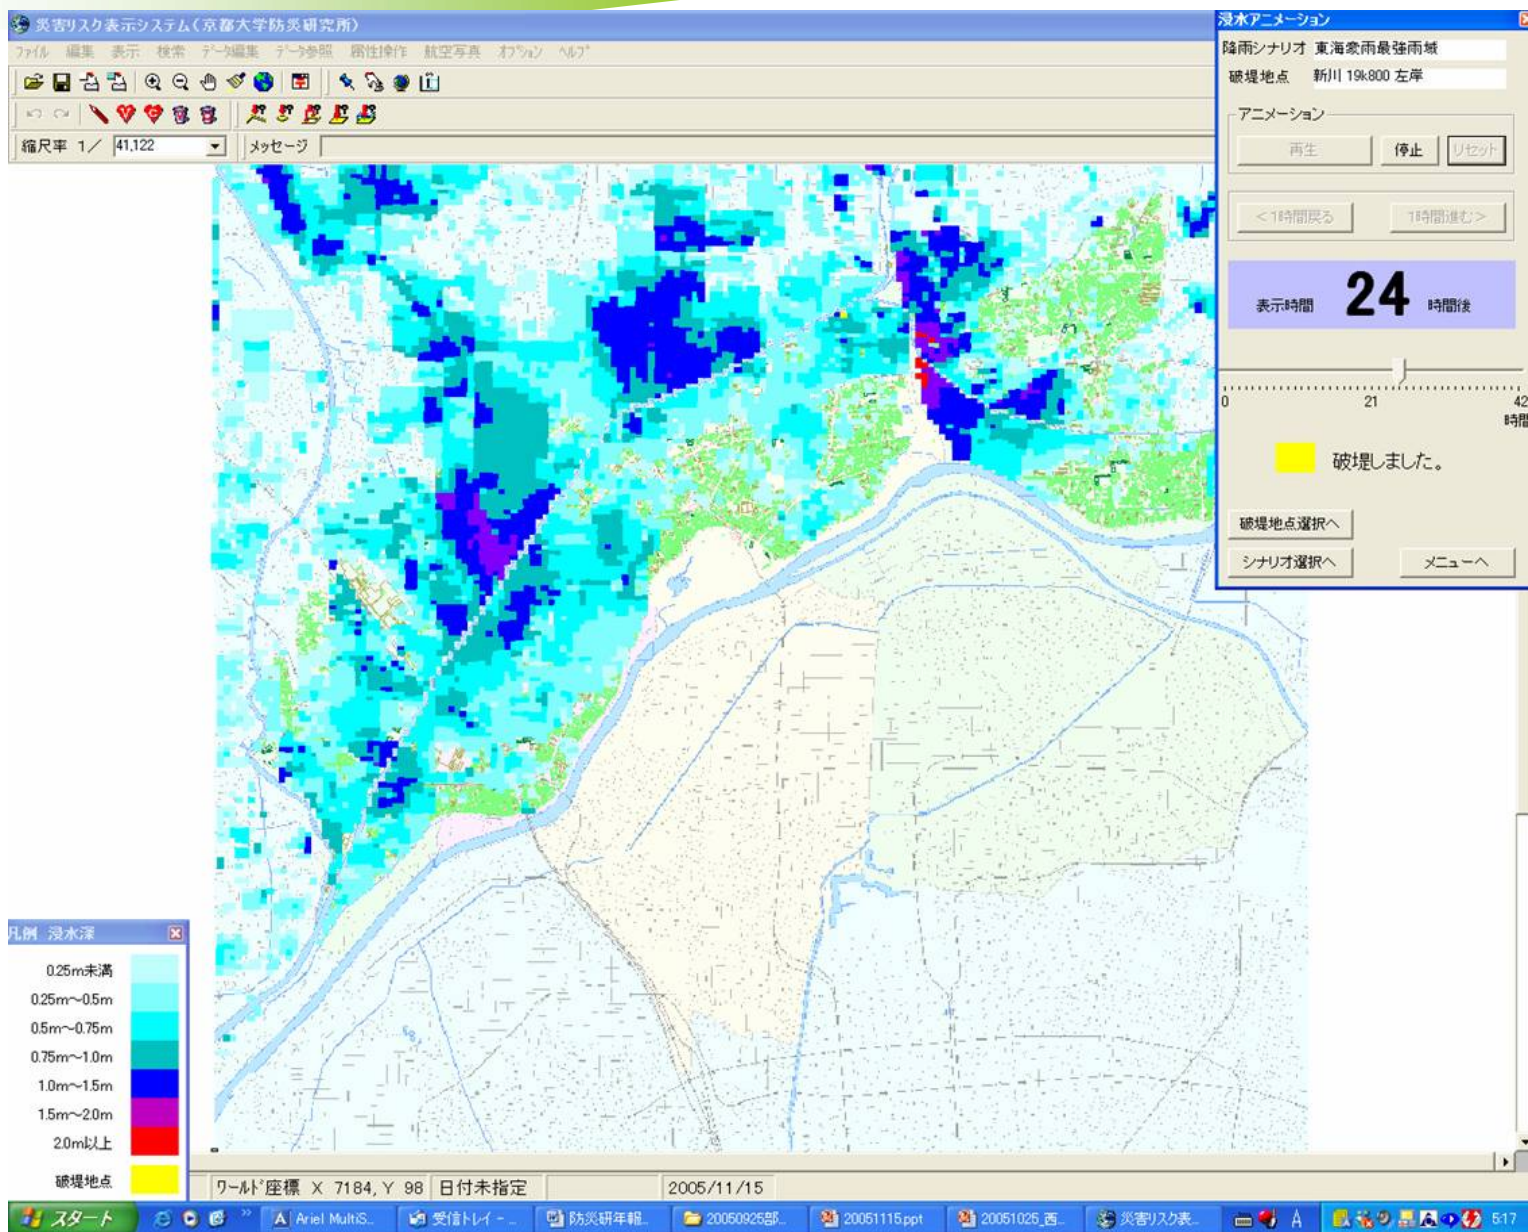 災害リスク表示システム(京都大学防災研究所)
ファイル 編集 表示 検索 データ編集 データ参照 属性操作 航空写真 オプション ヘルプ
縮尺率 1/ 41,122 メッセージ
浸水アニメーション
降雨シナリオ 東海豪雨最強雨域
破堤地点 新川 19k800 左岸
アニメーション
再生 停止 リセット
<1時間戻る 1時間進む>
表示時間 24 時間後
0 21 42
時間
破堤しました。
破堤地点選択へ
シナリオ選択へ メニューへ
凡例 浸水深
0.25m未満
0.25m~0.5m
0.5m~0.75m
0.75m~1.0m
1.0m~1.5m
1.5m~2.0m
2.0m以上
破堤地点
ワールド座標 X 7184, Y 98 日付未指定 2005/11/15
スタート Ariel MultiS... 受信トレイ - ... 防災研年報... 20050925部... 20051115.ppt 20051025_西... 災害リスク表... A 5:17